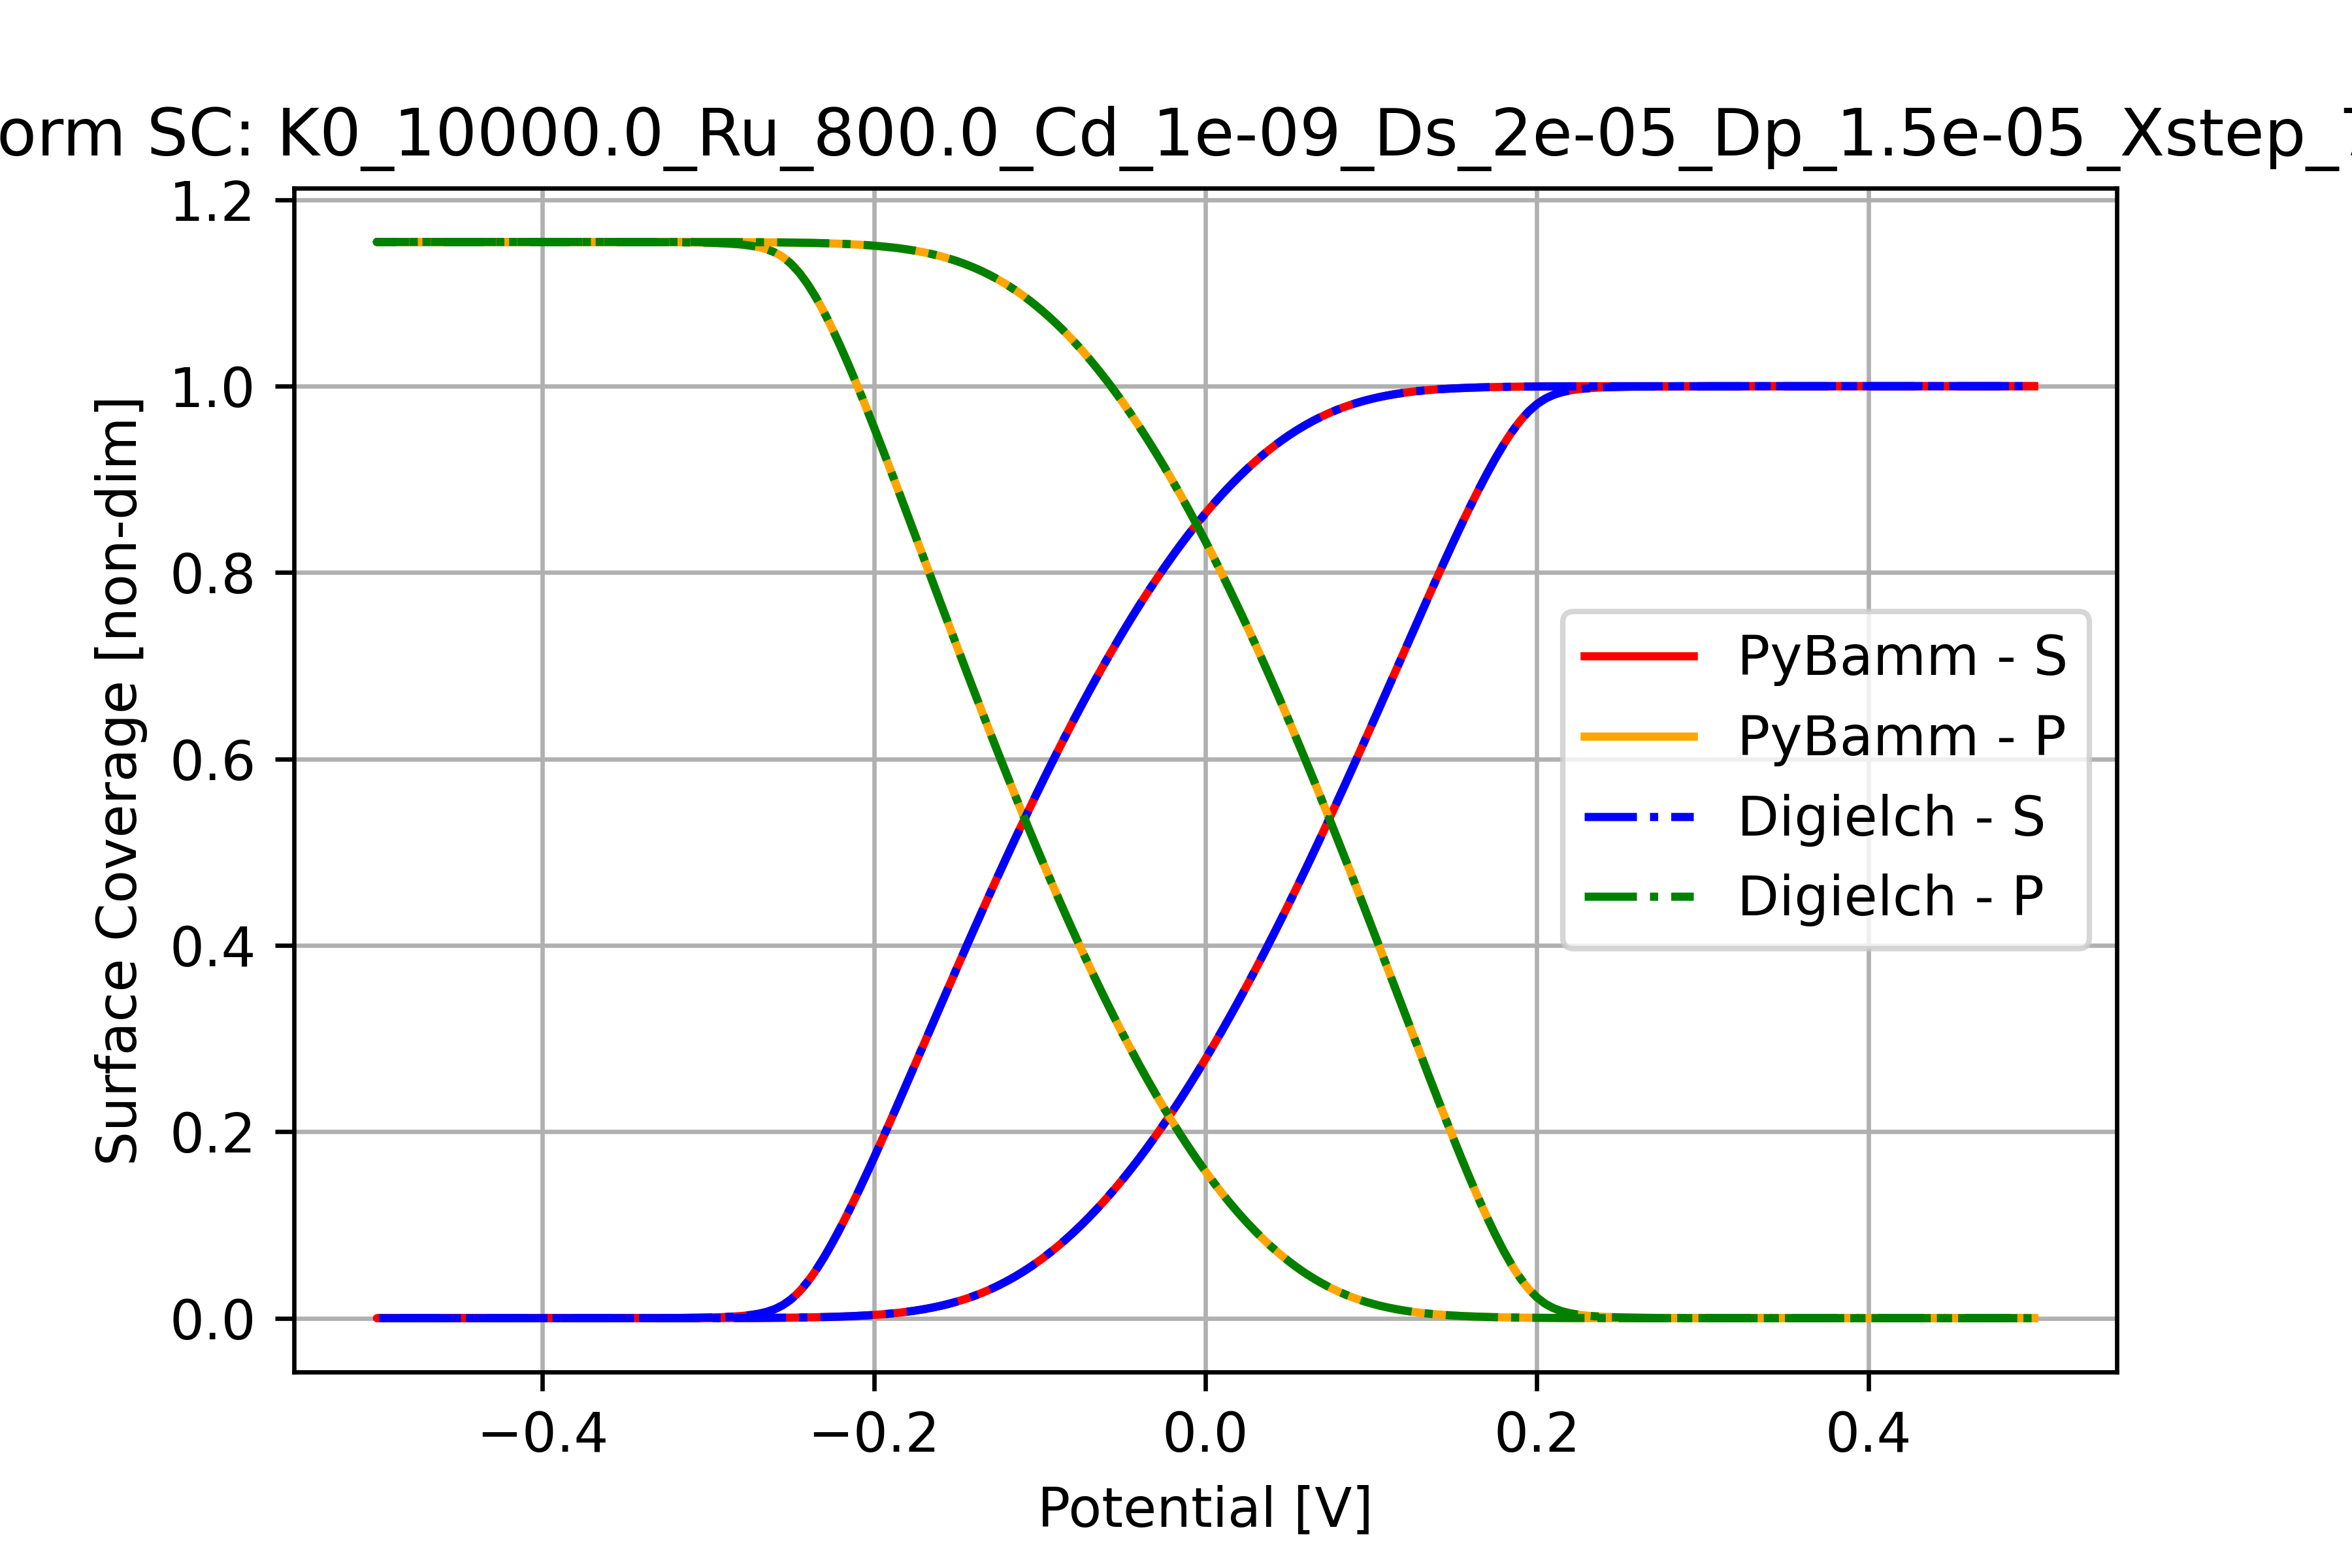 orm SC: K0_10000.0_Ru_800.0_Cd_1e-09_Ds_2e-05_Dp_1.5e-05_Xstep_
1.2
1.0
0.8
0.6
0.4
0.2
0.0
Surface Coverage [non-dim]
PyBamm - S
PyBamm - P
Digielch - S
Digielch - P
−0.4
−0.2
0.0
0.2
0.4
Potential [V]